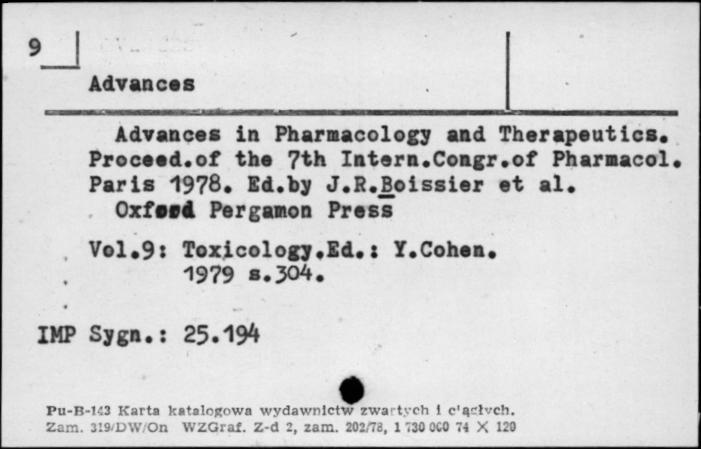 9
Advances
Advances in Pharmacology and Therapeutics.
Proceed.of the 7th Intern.Congr.of Pharmacol.
Paris 1978. Ed.by J.R.Boissier et al.
Oxford Pergamon Press
Vol.9: Toxicology.Ed.: Y.Cohen.
1979 s.304.
IMP Sygn.: 25.194
Pu-B-143 Karta katalogowa wydawnictw zwartych i ciągłych.
Zam. 319/DW/On WZGraf. Z-d 2, zam. 202/78, 1 730 000 74 X 120